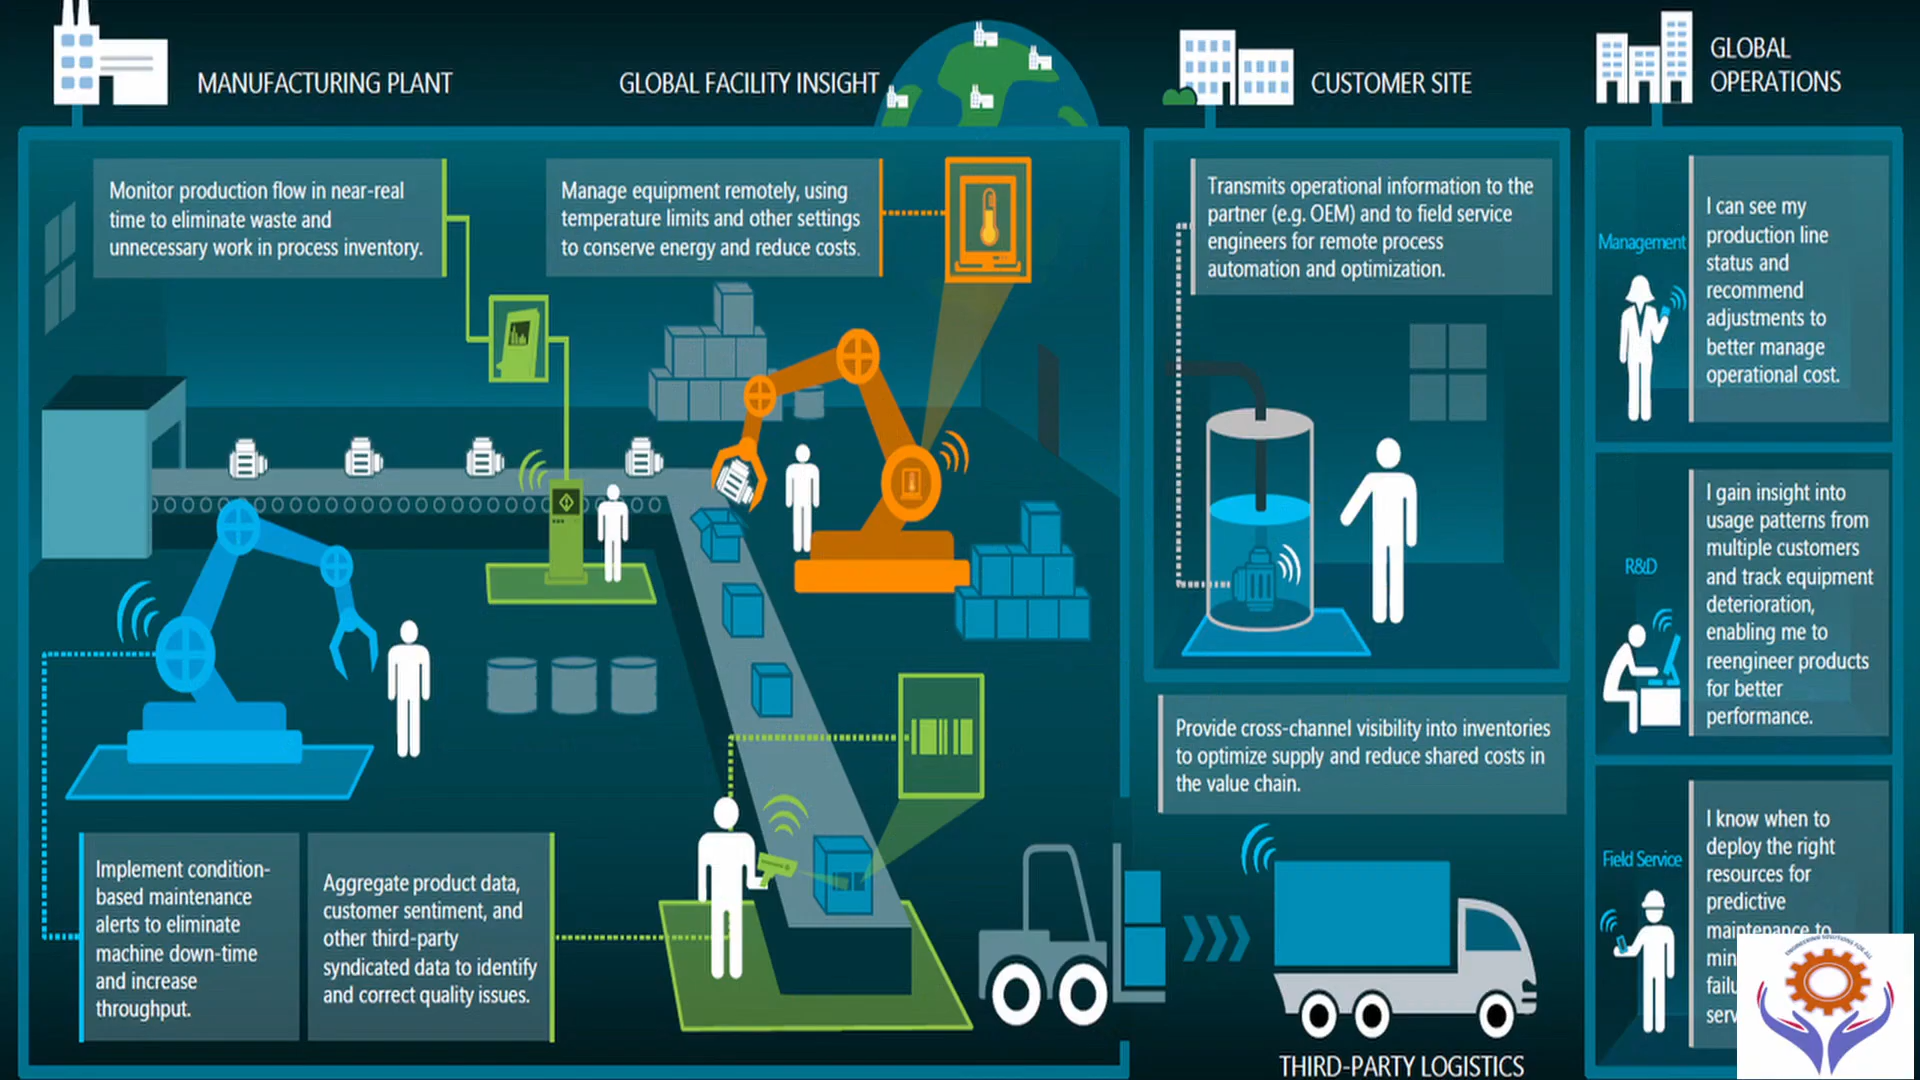 MANUFACTURING PLANT
GLOBAL FACILITY INSIGHT
CUSTOMER SITE
GLOBAL
OPERATIONS
Monitor production flow in near-real
time to eliminate waste and
unnecessary work in process inventory.
Manage equipment remotely, using
temperature limits and other settings
to conserve energy and reduce costs.
Transmits operational information to the
partner (e.g. OEM) and to field service
engineers for remote process
automation and optimization.
Management
I can see my
production line
status and
recommend
adjustments to
better manage
operational cost.
R&D
I gain insight into
usage patterns from
multiple customers
and track equipment
deterioration,
enabling me to
reengineer products
for better
performance.
Provide cross-channel visibility into inventories
to optimize supply and reduce shared costs in
the value chain.
Implement condition-
based maintenance
alerts to eliminate
machine down-time
and increase
throughput.
Aggregate product data,
customer sentiment, and
other third-party
syndicated data to identify
and correct quality issues.
Field Service
I know when to
deploy the right
resources for
predictive
maintenance to
THIRD-PARTY LOGISTICS
ENGINEERING SOLUTIONS FOR ALL